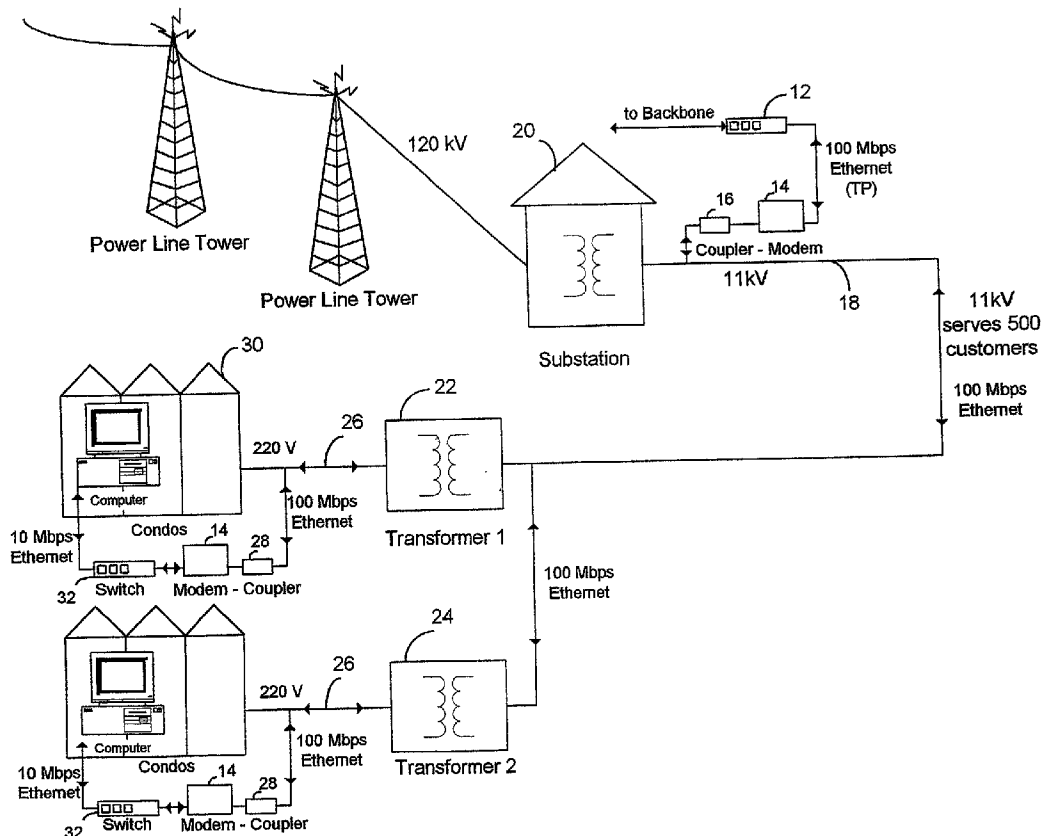 Power Line Tower
Power Line Tower
120 kV
to Backbone
12
100 Mbps
Ethernet
(TP)
20
16
14
Coupler - Modem
11kV
18
Substation
11kV
serves 500
customers
100 Mbps
Ethernet
30
22
26
220 V
Computer
Condos
100 Mbps
Ethernet
Transformer 1
10 Mbps
Ethernet
14
28
32
Switch
Modem - Coupler
100 Mbps
Ethernet
24
26
220 V
Computer
Condos
100 Mbps
Ethernet
Transformer 2
10 Mbps
Ethernet
14
28
32
Switch
Modem - Coupler